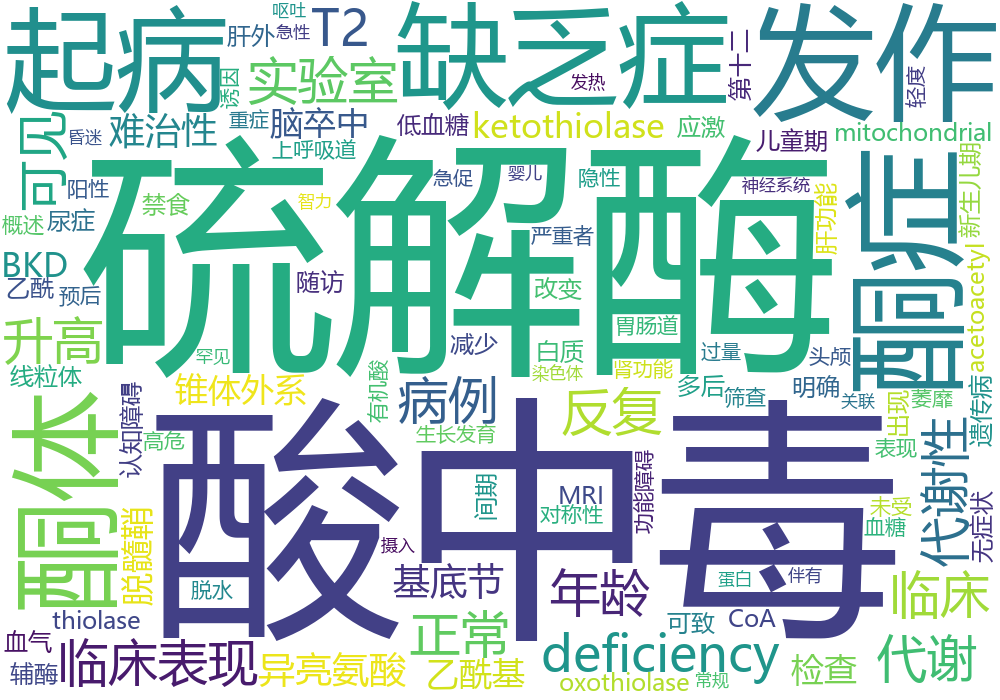 起病
肝外
呕吐
急性
T2
缺乏症
发作
第十二
轻度
诱因
实验室
发热
可见
难治性
重症
脑卒中
低血糖
ketothiolase
应激
儿童期
mitochondrial
昏迷
上呼吸道
阳性
禁食
智力
硫解酶
急促
婴儿
隐性
神经系统
酮症
新生儿期
概述
尿症
严重者
肝功能
BKD
乙酰
预后
随访
改变
acetoacetyl
升高
胃肠道
减少
白质
过量
头颅
线粒体
罕见
染色体
肾功能
锥体外系
有机酸
病例
多后
筛查
明确
关联
萎靡
遗传病
酮体
认知障碍
高危
酸中毒
生长发育
反复
出现
表现
代谢性
间期
MRI
对称性
功能障碍
未受
血糖
无症状
脱髓鞘
摄入
脱水
基底节
年龄
蛋白
伴有
临床
thiolase
正常
可致
CoA
血气
辅酶
临床表现
异亮氨酸
乙酰基
deficiency
oxothiolase
常规
检查
代谢